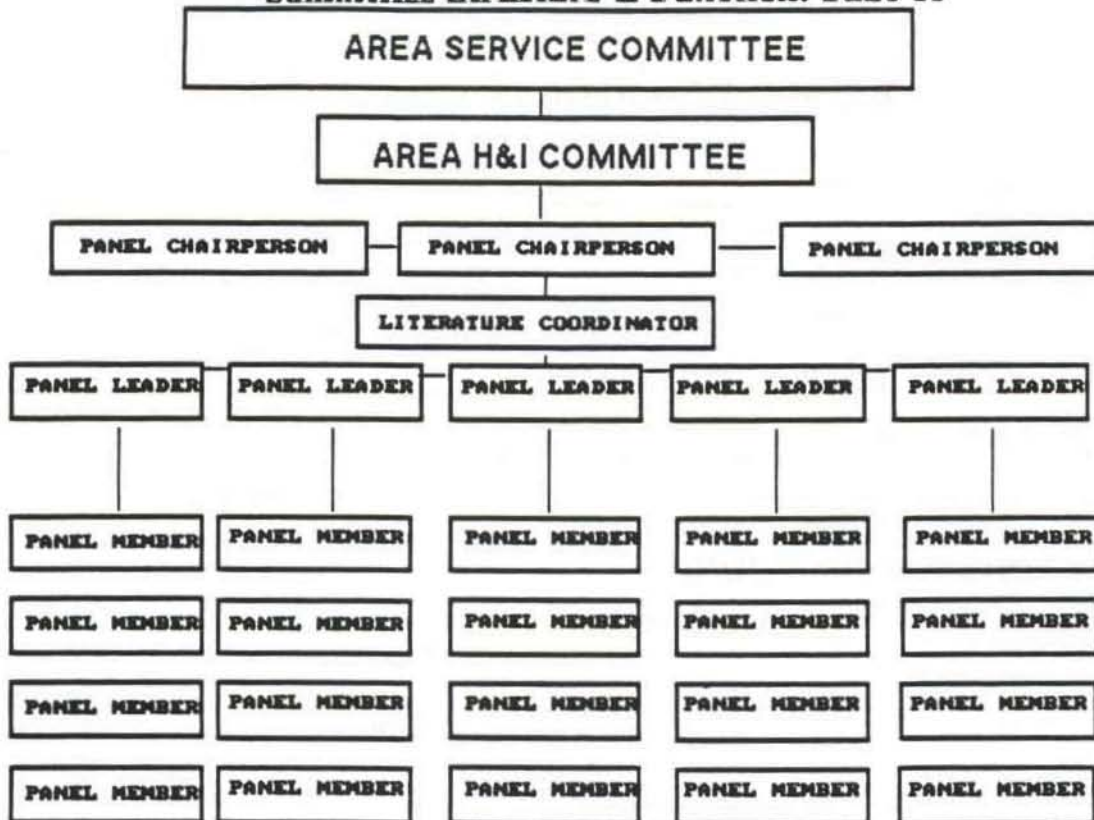 AREA SERVICE COMMITTEE
AREA H&I COMMITTEE
PANEL CHAIRPERSON PANEL CHAIRPERSON PANEL CHAIRPERSON
LITERATURE COORDINATOR
PANEL LEADER PANEL LEADER PANEL LEADER PANEL LEADER PANEL LEADER
PANEL MEMBER PANEL MEMBER PANEL MEMBER PANEL MEMBER PANEL MEMBER
PANEL MEMBER PANEL MEMBER PANEL MEMBER PANEL MEMBER PANEL MEMBER
PANEL MEMBER PANEL MEMBER PANEL MEMBER PANEL MEMBER PANEL MEMBER
PANEL MEMBER PANEL MEMBER PANEL MEMBER PANEL MEMBER PANEL MEMBER